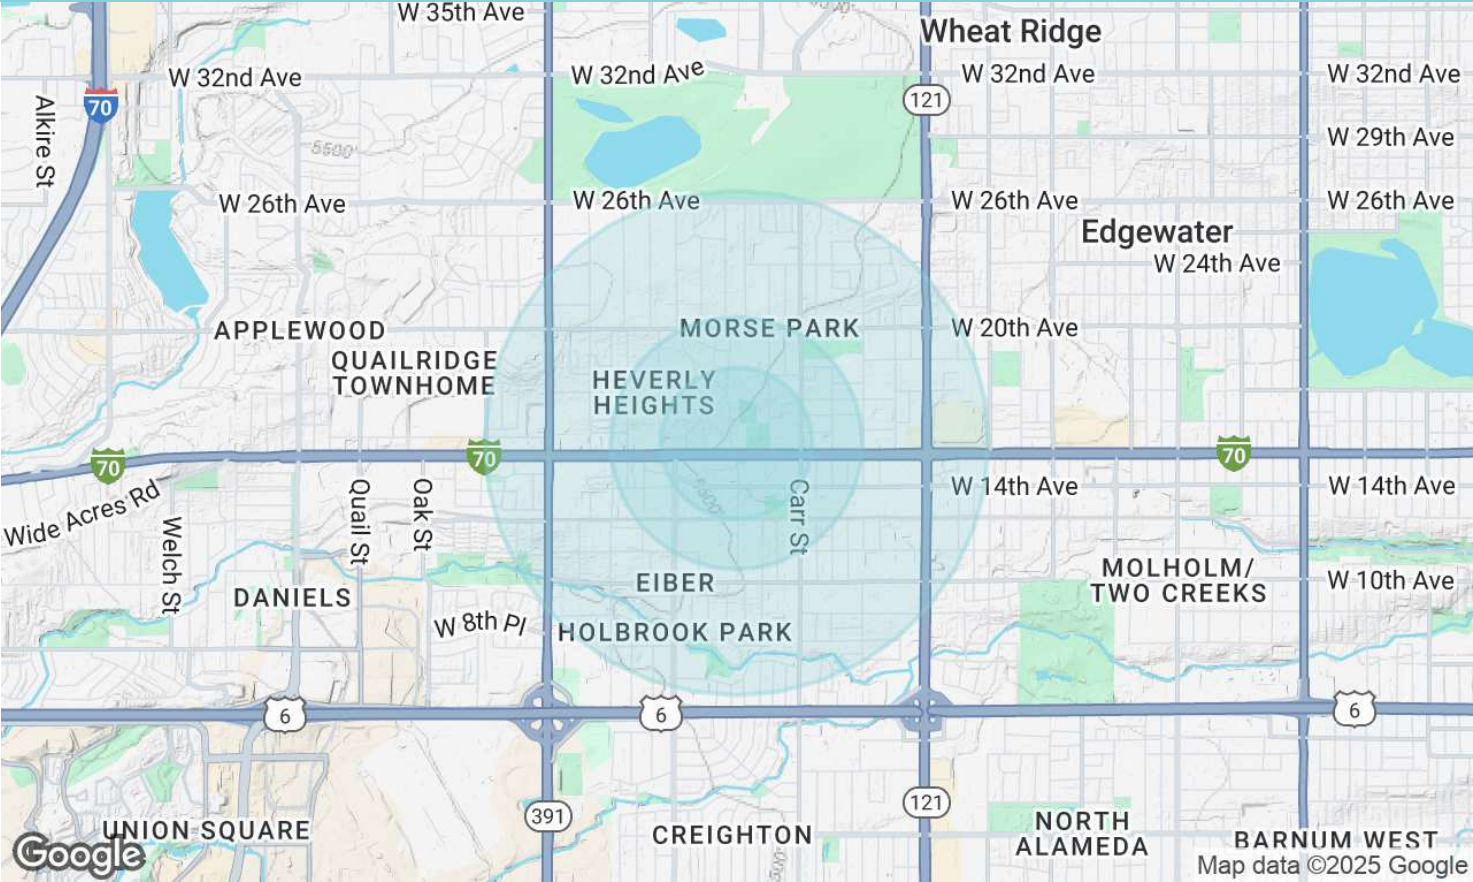 W 35th Ave
Wheat Ridge
W 32nd Ave
W 32nd Ave
W 32nd Ave
W 32nd Ave
70
121
Alkire St
5500'
W 29th Ave
W 26th Ave
W 26th Ave
W 26th Ave
W 26th Ave
Edgewater
W 24th Ave
APPLEWOOD
MORSE PARK
W 20th Ave
QUAILRIDGE
TOWNHOME
HEVERLY
HEIGHTS
70
70
70
Wide Acres Rd
Welch St
Quail St
Oak St
5500'
Carr St
W 14th Ave
W 14th Ave
DANIELS
EIBER
MOLHOLM/
TWO CREEKS
W 10th Ave
W 8th Pl
HOLBROOK PARK
6
6
6
391
121
UNION SQUARE
CREIGHTON
NORTH
ALAMEDA
BARNUM WEST
Google
Map data ©2025 Google